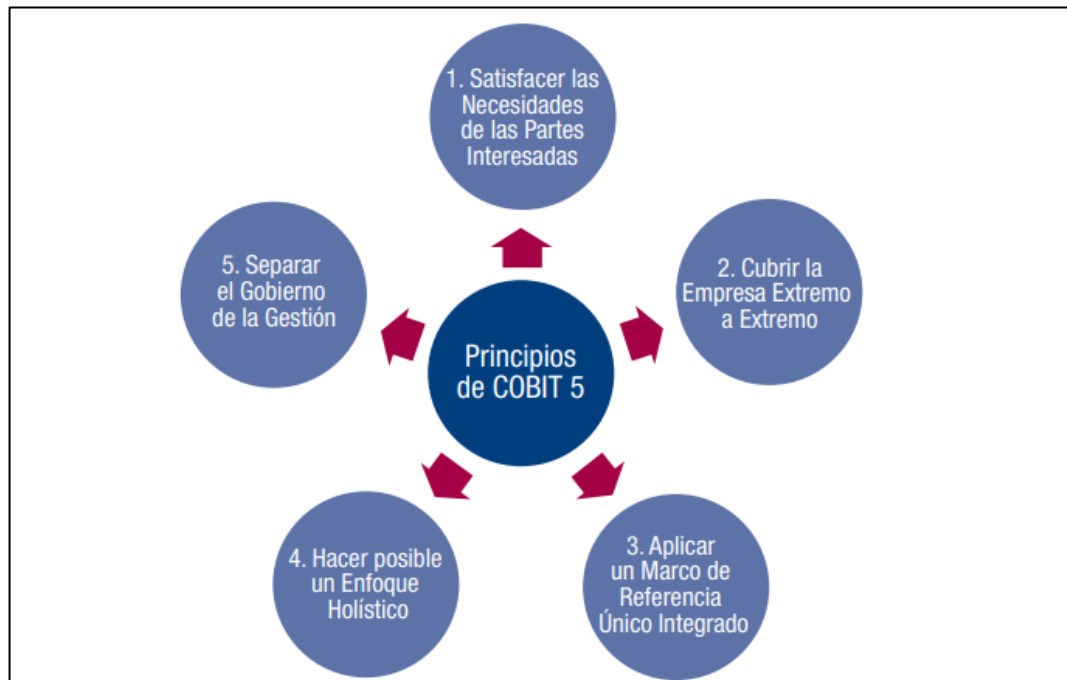 1. Satisfacer las
Necesidades
de las Partes
Interesadas
5. Separar
el Gobierno
de la Gestión
2. Cubrir la
Empresa Extremo
a Extremo
Principios
de COBIT 5
4. Hacer posible
un Enfoque
Holístico
3. Aplicar
un Marco de
Referencia
Único Integrado